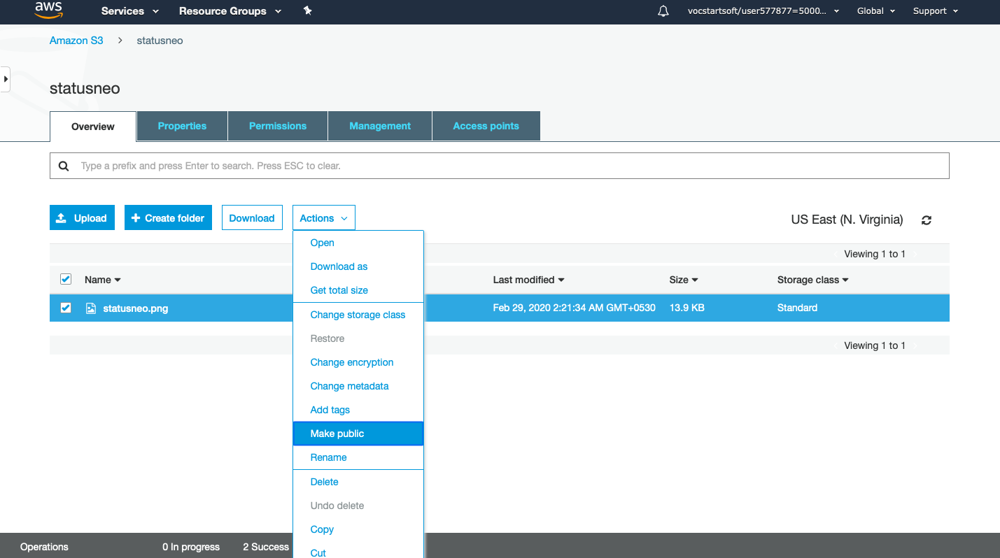 aws Services Resource Groups vocstartsoft/user577877=5000... Global Support
Amazon S3 > statusneo
statusneo
Overview Properties Permissions Management Access points
Type a prefix and press Enter to search. Press ESC to clear.
Upload Create folder Download Actions US East (N. Virginia)
Open
Viewing 1 to 1
Download as
Name Last modified Size Storage class
Get total size
statusneo.png Feb 29, 2020 2:21:34 AM GMT+0530 13.9 KB Standard
Change storage class
Restore
Viewing 1 to 1
Change encryption
Change metadata
Add tags
Make public
Rename
Delete
Undo delete
Copy
Operations 0 In progress 2 Success
Cut